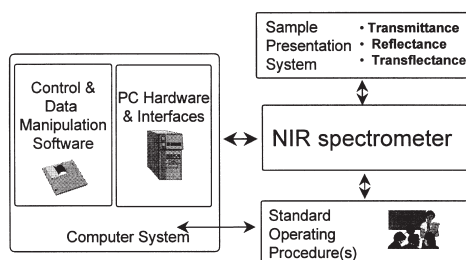 Control &
Data
Manipulation
Software
PC Hardware
& Interfaces
Computer System
Sample
Presentation
System
• Transmittance
• Reflectance
• Transflectance
NIR spectrometer
Standard
Operating
Procedure(s)